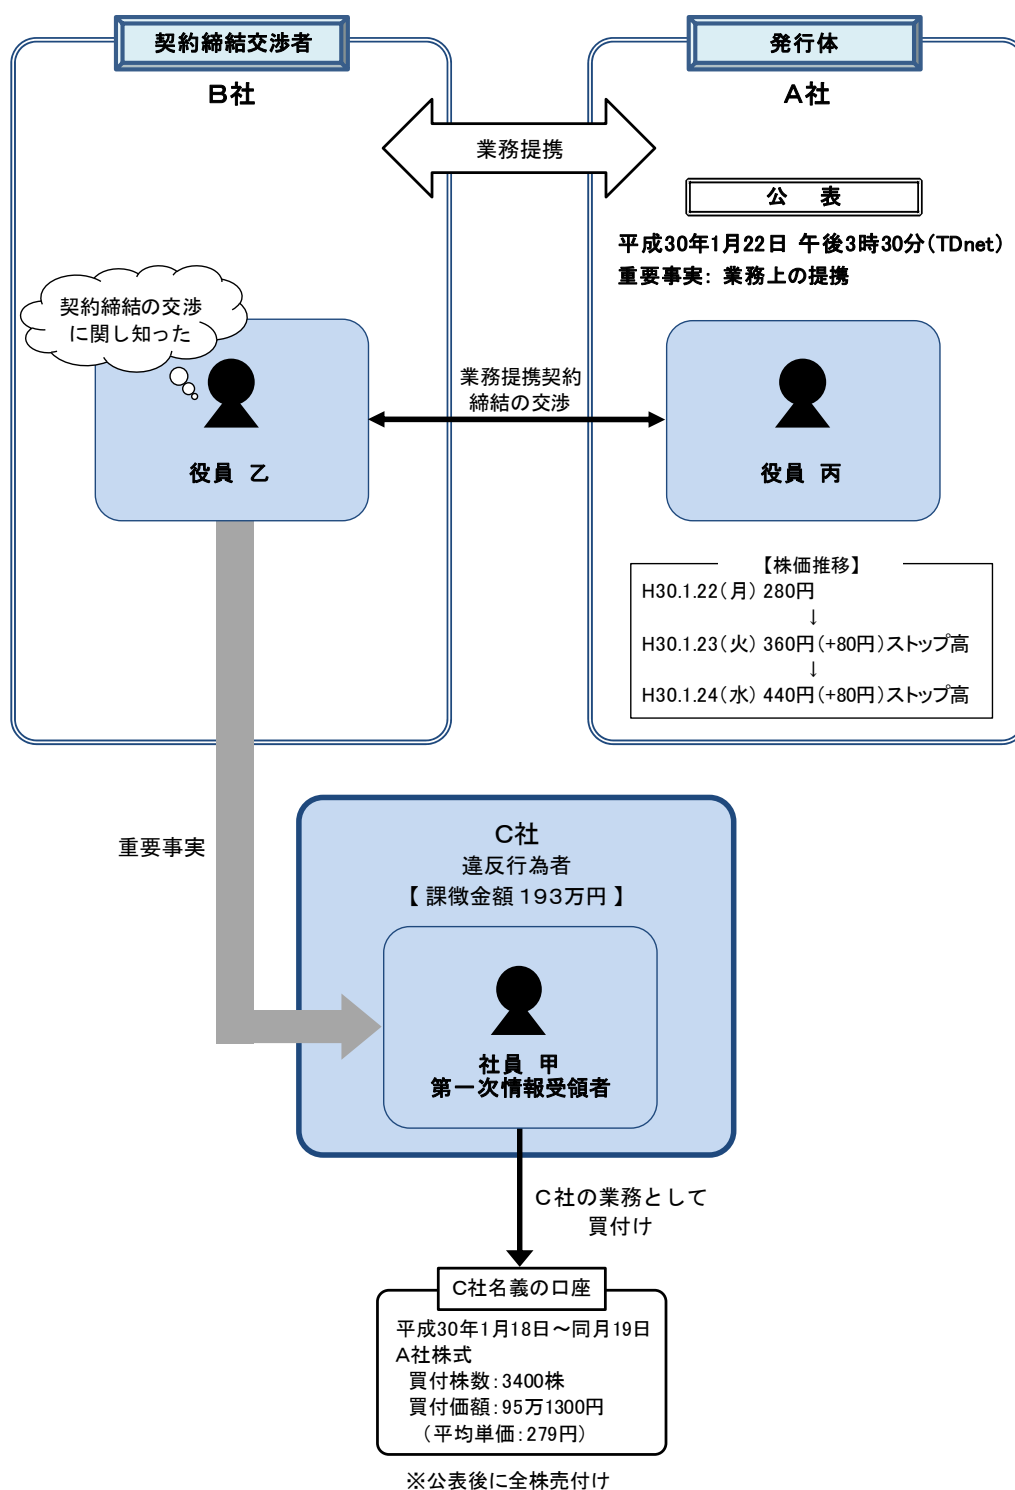 契約締結交渉者
B社
発行体
A社
業務提携
公 表
平成30年1月22日 午後3時30分(TDnet)
重要事実: 業務上の提携
契約締結の交渉
に関し知った
業務提携契約
締結の交渉
役員 乙
役員 丙
【株価推移】
H30.1.22(月) 280円
↓
H30.1.23(火) 360円(+80円)ストップ高
↓
H30.1.24(水) 440円(+80円)ストップ高
重要事実
C社
違反行為者
【 課徴金額 193万円 】
社員 甲
第一次情報受領者
C社の業務として
買付け
C社名義の口座
平成30年1月18日～同月19日
A社株式
買付株数:3400株
買付価額:95万1300円
(平均単価:279円)
※公表後に全株売付け